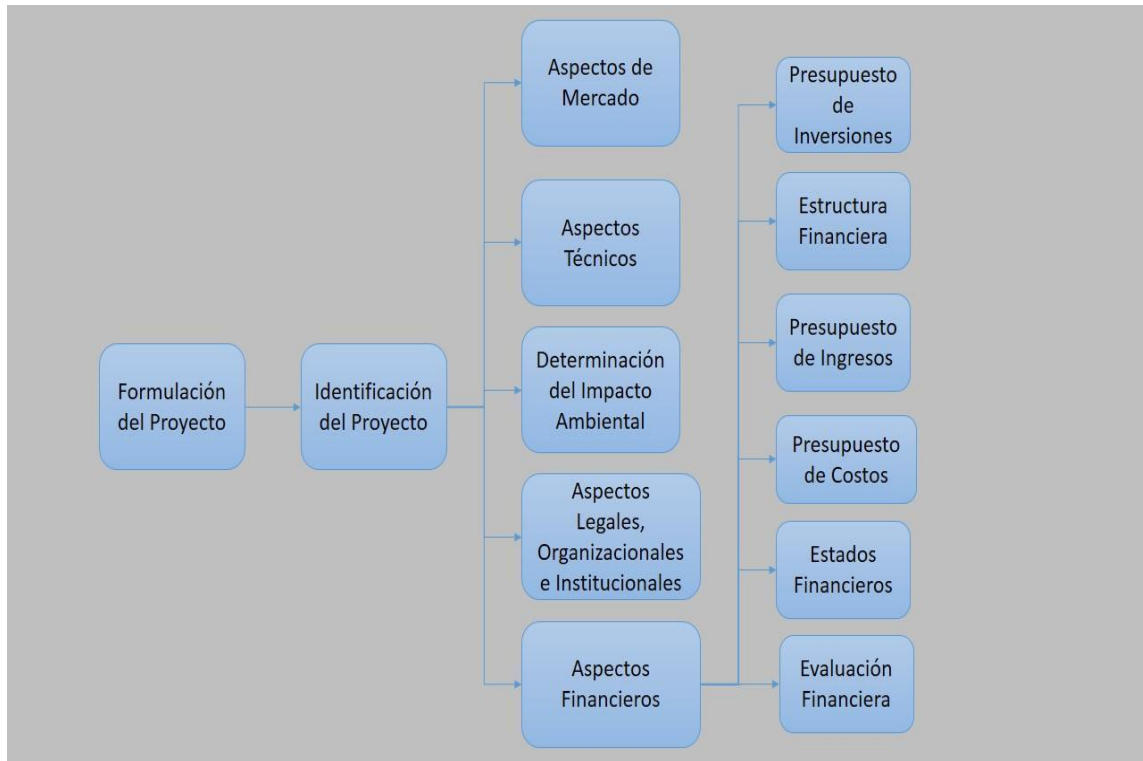 Formulación
del Proyecto
Identificación
del Proyecto
Aspectos de
Mercado
Aspectos
Técnicos
Determinación
del Impacto
Ambiental
Aspectos
Legales,
Organizacionales
e Institucionales
Aspectos
Financieros
Presupuesto
de
Inversiones
Estructura
Financiera
Presupuesto
de Ingresos
Presupuesto
de Costos
Estados
Financieros
Evaluación
Financiera